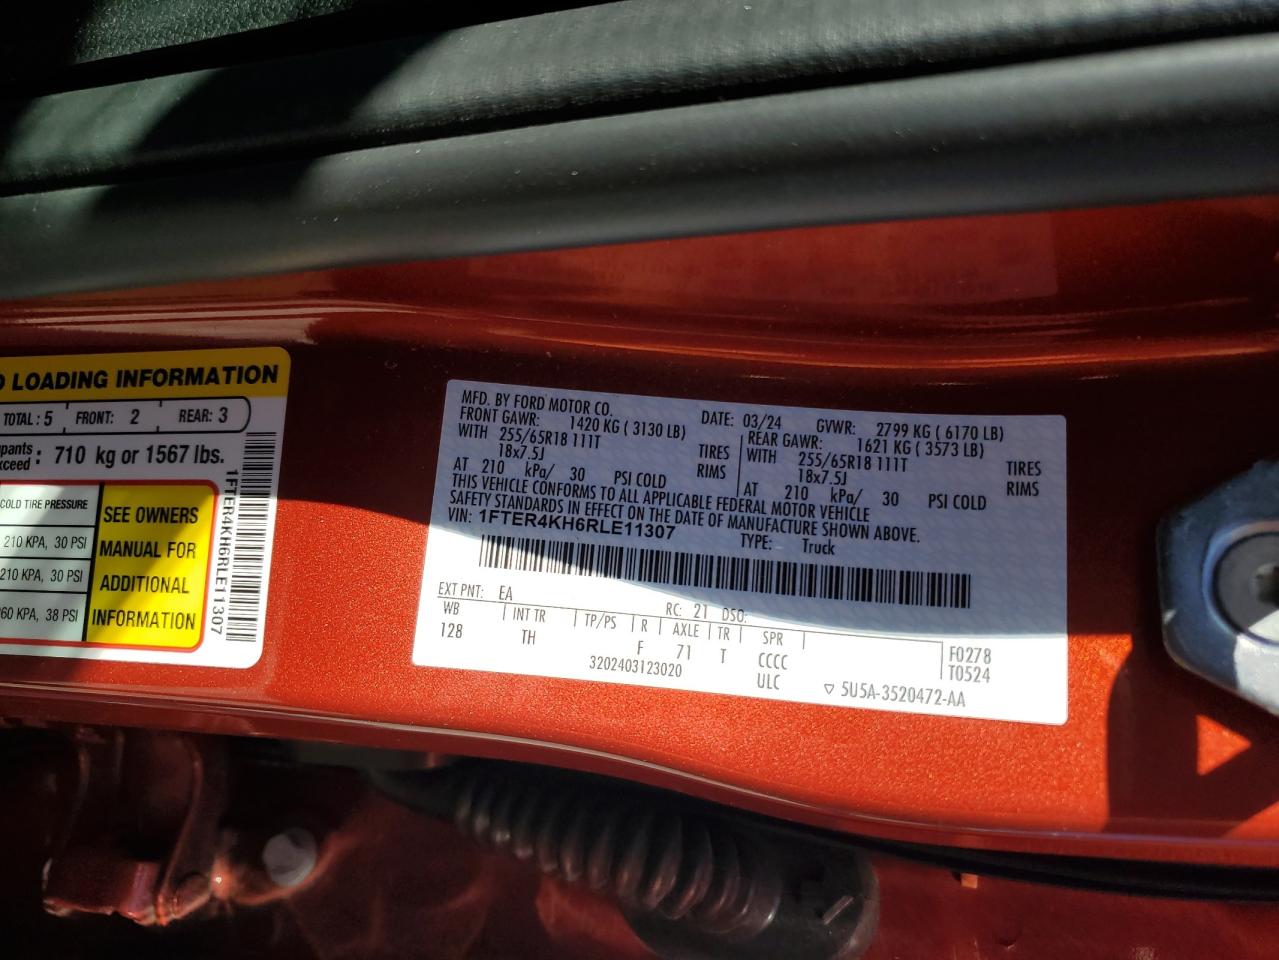 LOADING INFORMATION
TOTAL : 5 FRONT: 2 REAR: 3
710 kg or 1567 lbs.
COLD TIRE PRESSURE
210 KPA, 30 PSI
210 KPA, 30 PSI
KPA, 38 PSI
SEE OWNERS
MANUAL FOR
ADDITIONAL
INFORMATION
1FTER4KH6RLE11307
MFD. BY FORD MOTOR CO. DATE: 03/24 GVWR: 2799 KG ( 6170 LB)
FRONT GAWR: 1420 KG ( 3130 LB) REAR GAWR: 1621 KG ( 3573 LB)
WITH 255/65R18 111T TIRES WITH 255/65R18 111T TIRES
18x7.5J RIMS 18x7.5J RIMS
AT 210 kPa/ 30 PSI COLD AT 210 kPa/ 30 PSI COLD
THIS VEHICLE CONFORMS TO ALL APPLICABLE FEDERAL MOTOR VEHICLE
SAFETY STANDARDS IN EFFECT ON THE DATE OF MANUFACTURE SHOWN ABOVE.
VIN: 1FTER4KH6RLE11307 TYPE: Truck
EXT PNT: EA RC: 21 DSO:
WB INT TR TP/PS R AXLE TR SPR
128 TH F 71 T CCCC F0278
3202403123020 ULC T0524
▽ 5U5A-3520472-AA